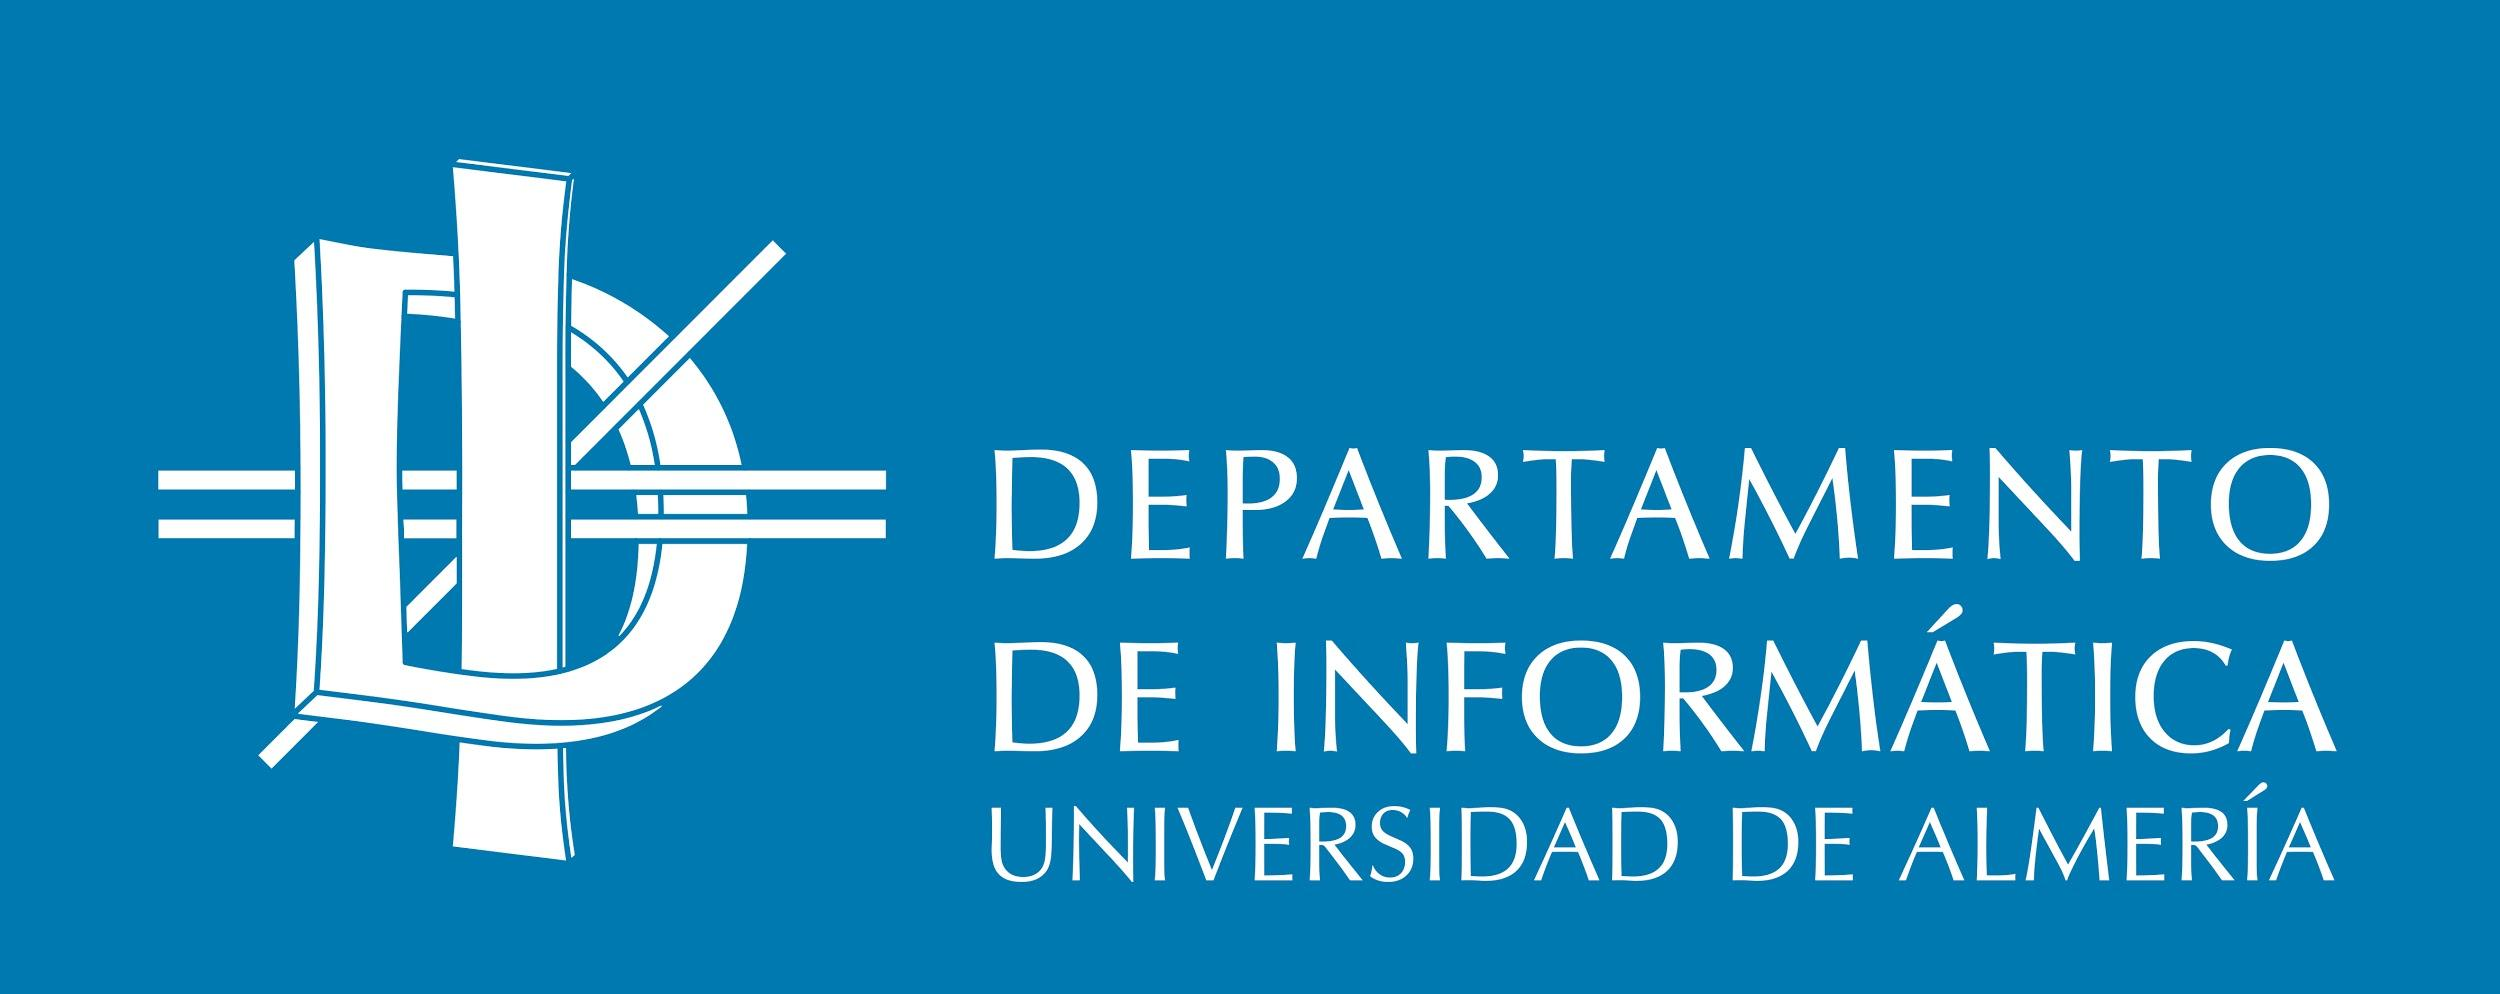 DEPARTAMENTO
DE INFORMÁTICA
UNIVERSIDAD DE ALMERÍA